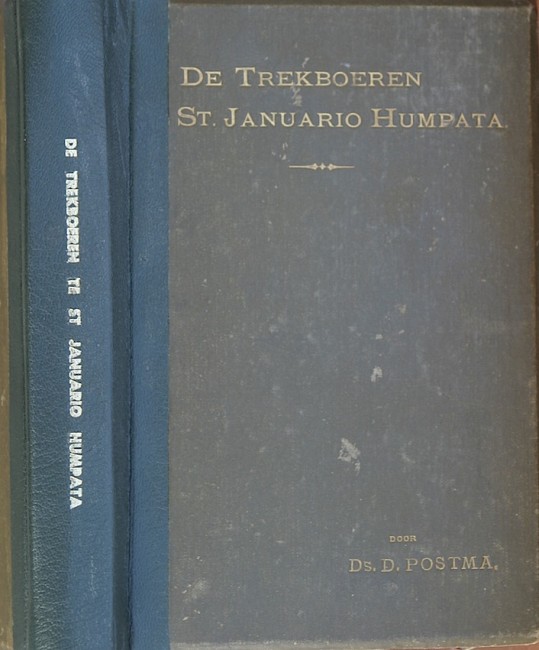 DE TREKBOEREN TE ST JANUARIO HUMPATA
DE TREKBOEREN
ST. JANUARIO HUMPATA.
DOOR
DS. D. POSTMA.